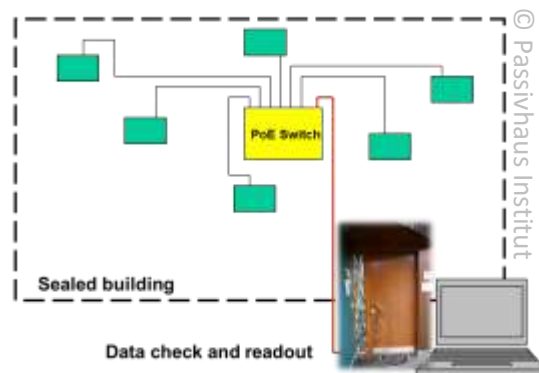 © Passivhaus Institut
PoE Switch
Sealed building
Data check and readout